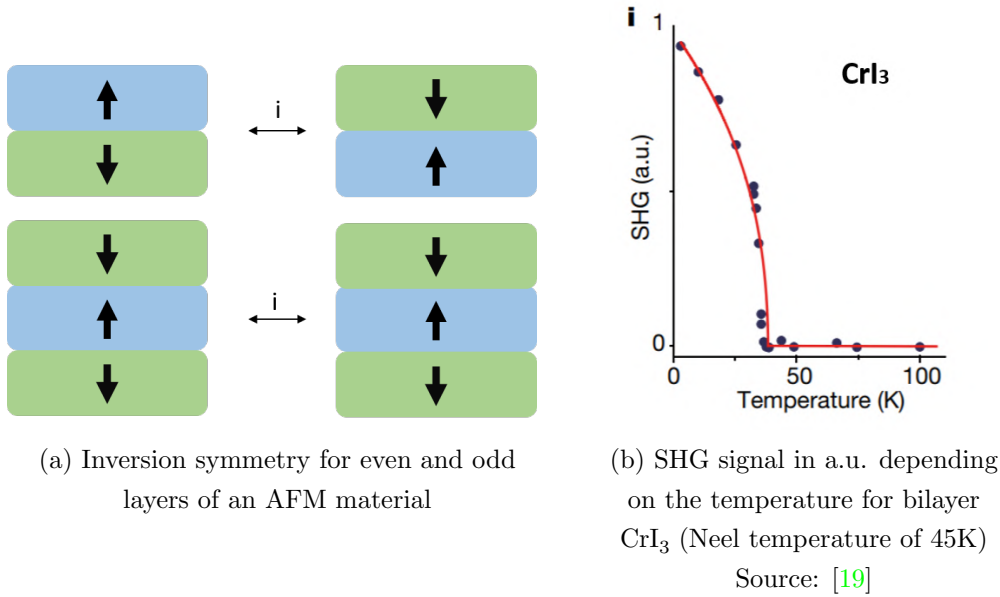 i
i
(a) Inversion symmetry for even and odd
layers of an AFM material
i
1
CrI₃
SHG (a.u.)
0
0
50
100
Temperature (K)
(b) SHG signal in a.u. depending
on the temperature for bilayer
CrI₃ (Neel temperature of 45K)
Source: [19]